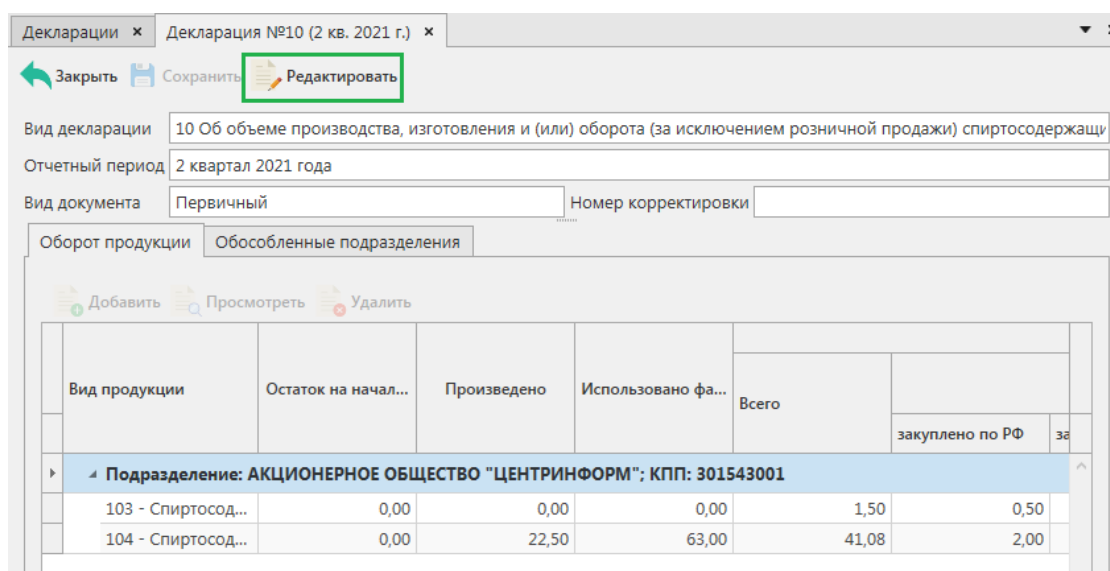 Декларации × Декларация №10 (2 кв. 2021 г.) ×
Закрыть Сохранить Редактировать
Вид декларации 10 Об объеме производства, изготовления и (или) оборота (за исключением розничной продажи) спиртосодержащи
Отчетный период 2 квартал 2021 года
Вид документа Первичный Номер корректировки
Оборот продукции Обособленные подразделения
Добавить Просмотреть Удалить
Вид продукции Остаток на начал... Произведено Использовано фа... Всего
закуплено по РФ за
Подразделение: АКЦИОНЕРНОЕ ОБЩЕСТВО "ЦЕНТРИНФОРМ"; КПП: 301543001
103 - Спиртосод... 0,00 0,00 0,00 1,50 0,50
104 - Спиртосод... 0,00 22,50 63,00 41,08 2,00